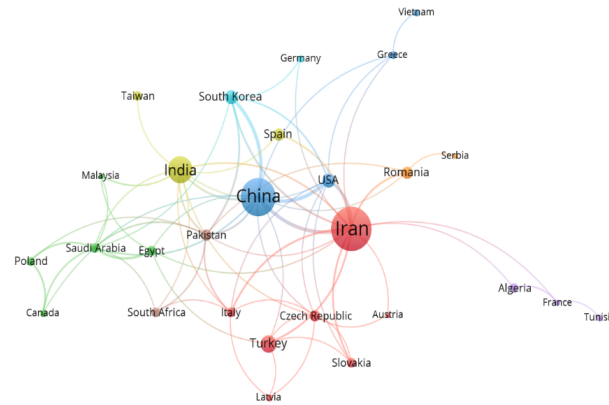 Vietnam
Greece
Germany
Taiwan
South Korea
Spain
Serbia
India
Malaysia
USA
Romania
China
Iran
Pakistan
Saudi Arabia
Egypt
Poland
Algeria
France
Canada
South Africa
Italy
Czech Republic
Austria
Tunisi
Turkey
Slovakia
Latvia